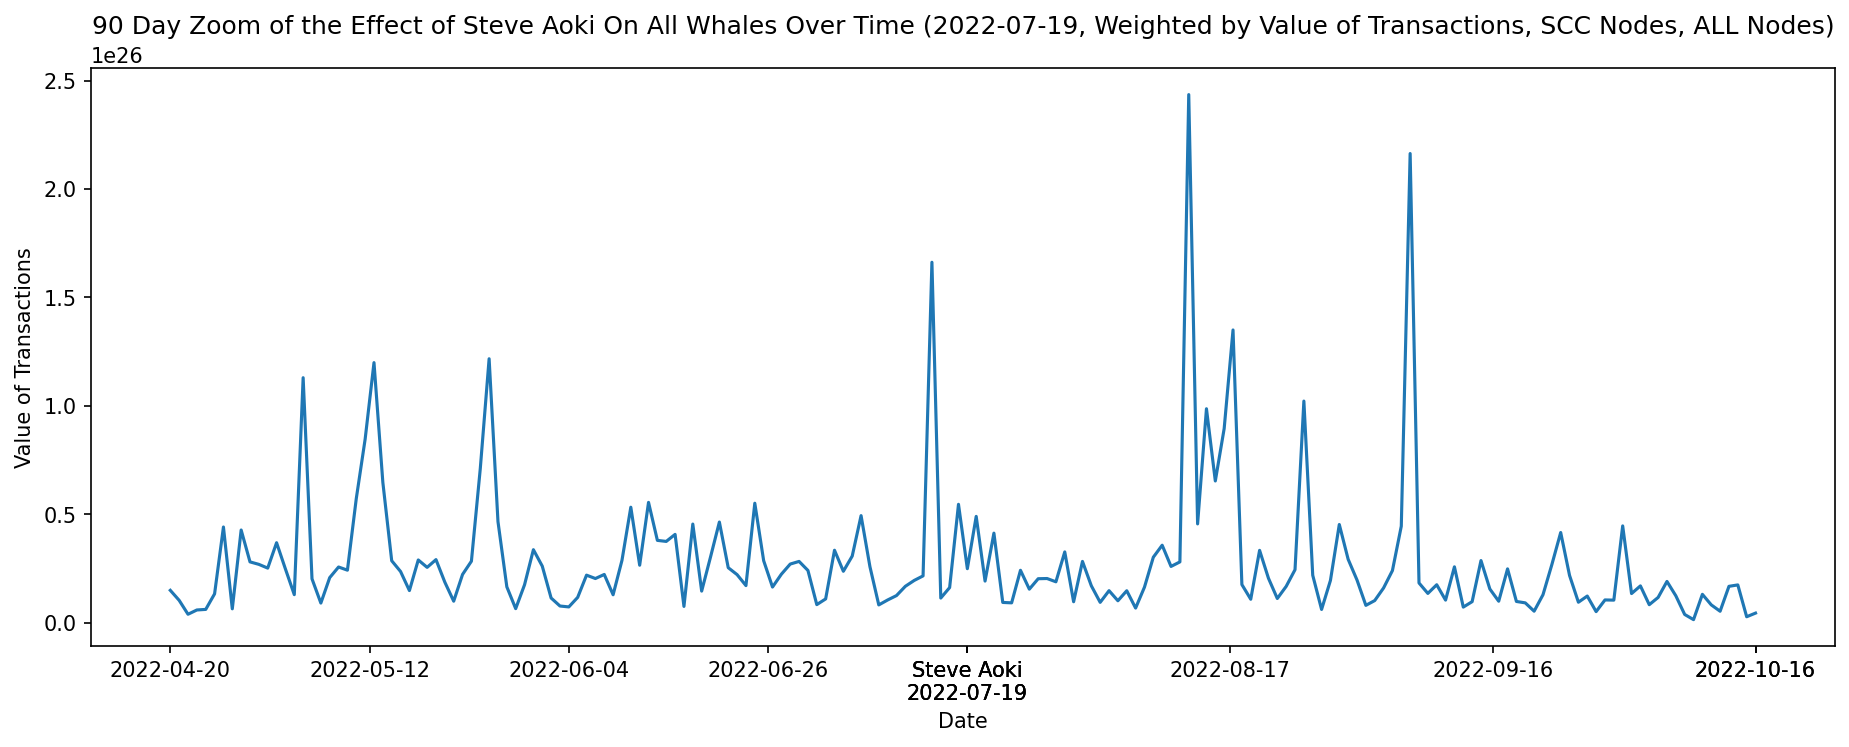 90 Day Zoom of the Effect of Steve Aoki On All Whales Over Time (2022-07-19, Weighted by Value of Transactions, SCC Nodes, ALL Nodes)
1e26
2.5
2.0
1.5
1.0
0.5
0.0
Value of Transactions
2022-04-20
2022-05-12
2022-06-04
2022-06-26
Steve Aoki
2022-07-19
2022-08-17
2022-09-16
2022-10-16
Date